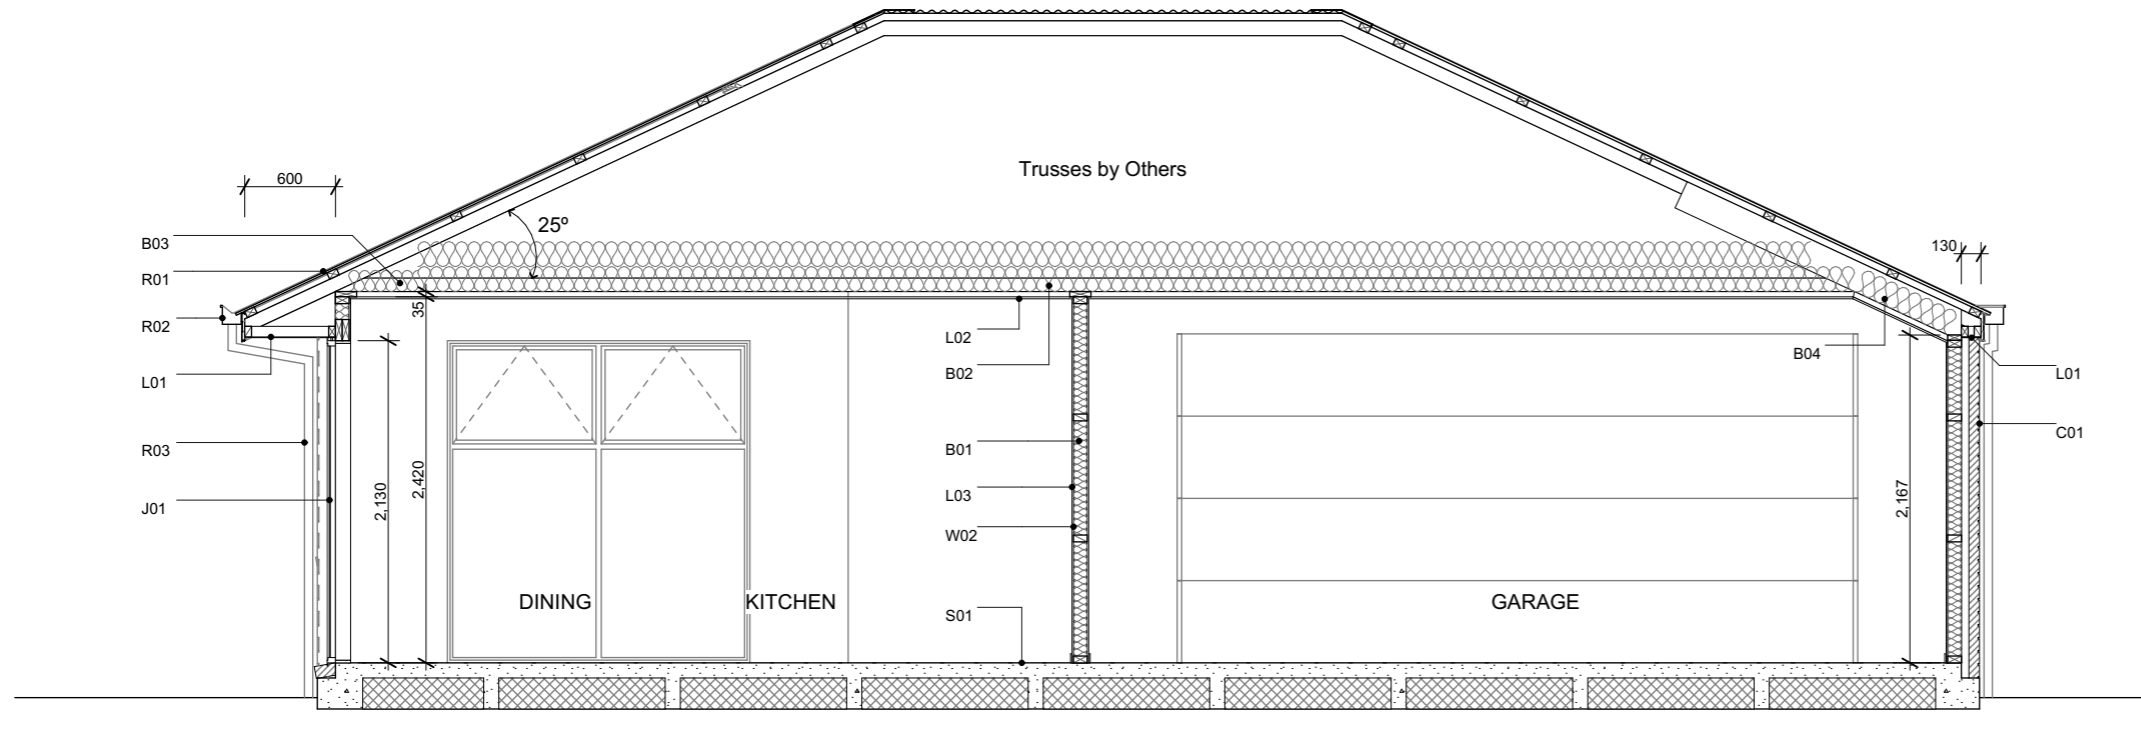 Trusses by Others
600
25º
B03
130
R01
35
R02
L02
B04
L01
B02
L01
C01
B01
R03
2,420
2,130
L03
2,167
J01
W02
DINING
KITCHEN
GARAGE
S01